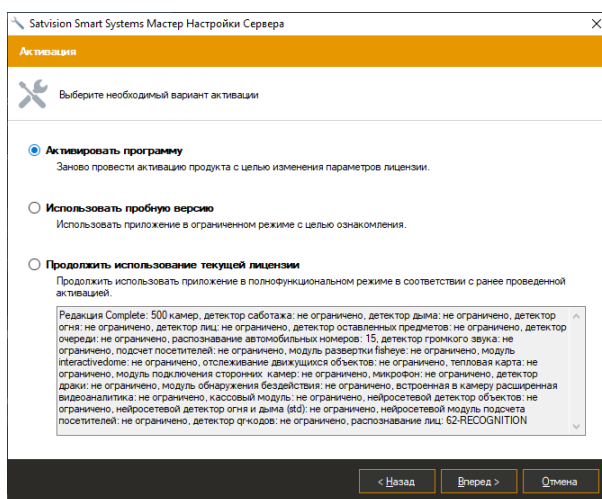 Satvision Smart Systems Мастер Настройки Сервера
Активация
Выберите необходимый вариант активации
Активировать программу
Заново провести активацию продукта с целью изменения параметров лицензии.
Использовать пробную версию
Использовать приложение в ограниченном режиме с целью ознакомления.
Продолжить использование текущей лицензии
Продолжить использовать приложение в полнофункциональном режиме в соответствии с ранее проведенной
активацией.
Редакция Complete: 500 камер, детектор саботажа: не ограничено, детектор дыма: не ограничено, детектор
огня: не ограничено, детектор лиц: не ограничено, детектор оставленных предметов: не ограничено, детектор
очереди: не ограничено, распознавание автомобильных номеров: 15, детектор громкого звука: не
ограничено, подсчет посетителей: не ограничено, модуль развертки fisheye: не ограничено, модуль
interactivedome: не ограничено, отслеживание движущихся объектов: не ограничено, тепловая карта: не
ограничено, модуль подключения сторонних камер: не ограничено, микрофон: не ограничено, детектор
драки: не ограничено, модуль обнаружения бездействия: не ограничено, встроенная в камеру расширенная
видеоаналитика: не ограничено, кассовый модуль: не ограничено, нейросетевой детектор объектов: не
ограничено, нейросетевой детектор огня и дыма (std): не ограничено, нейросетевой модуль подсчета
посетителей: не ограничено, детектор qr-кодов: не ограничено, распознавание лиц: 62-RECOGNITION
< Назад
Вперед >
Отмена